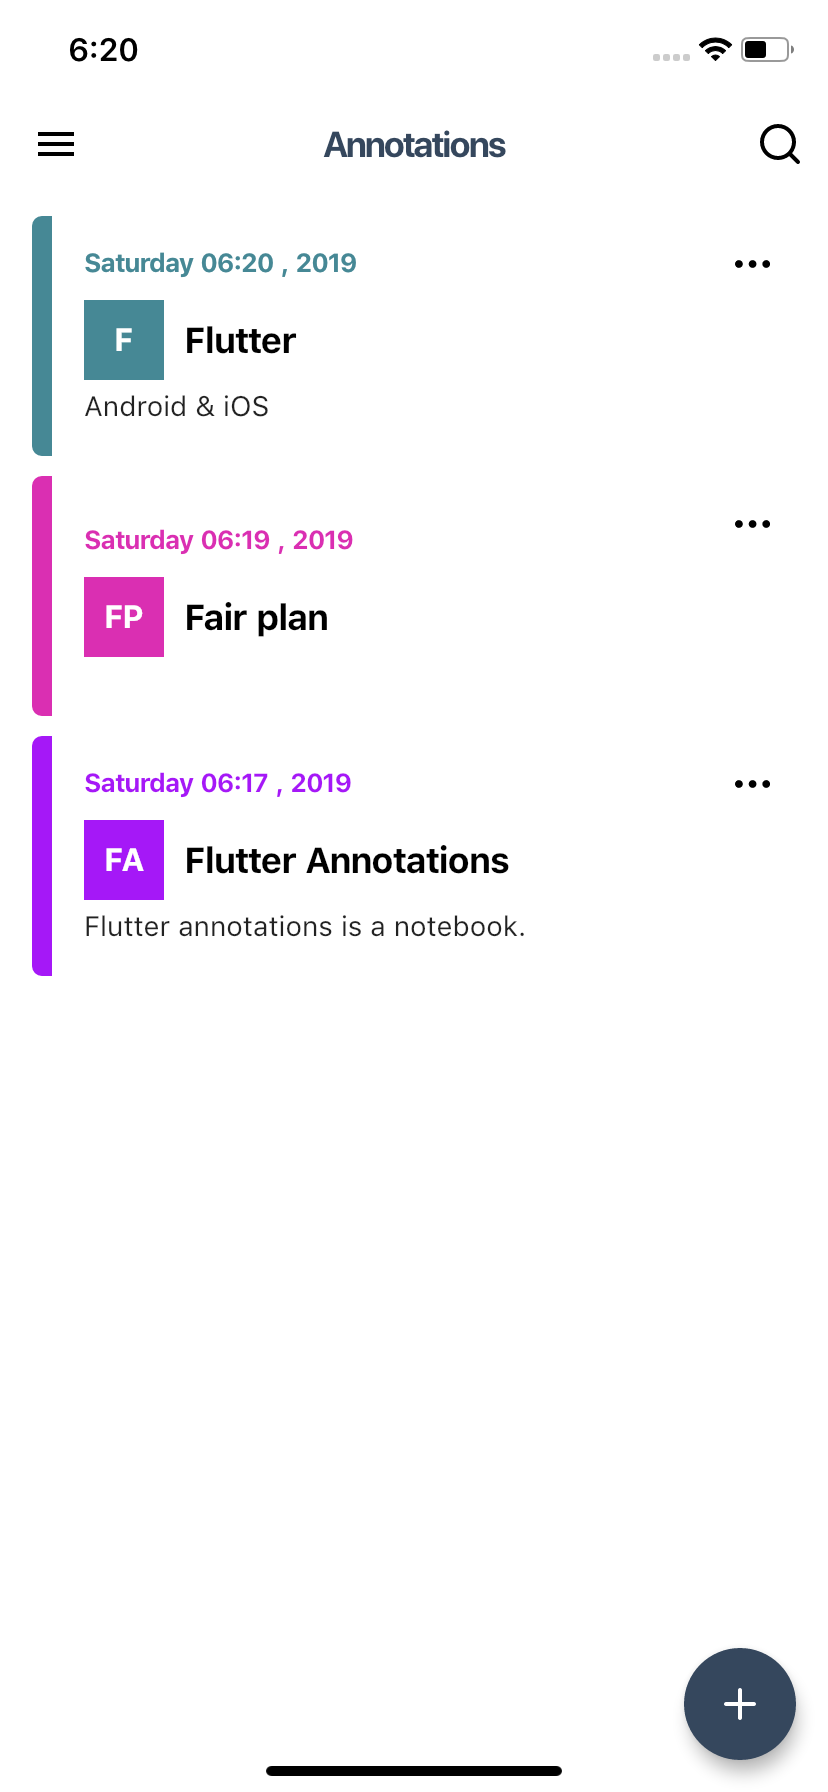 6:20
Annotations
Saturday 06:20 , 2019
F Flutter
Android & iOS
Saturday 06:19 , 2019
FP Fair plan
Saturday 06:17 , 2019
FA Flutter Annotations
Flutter annotations is a notebook.